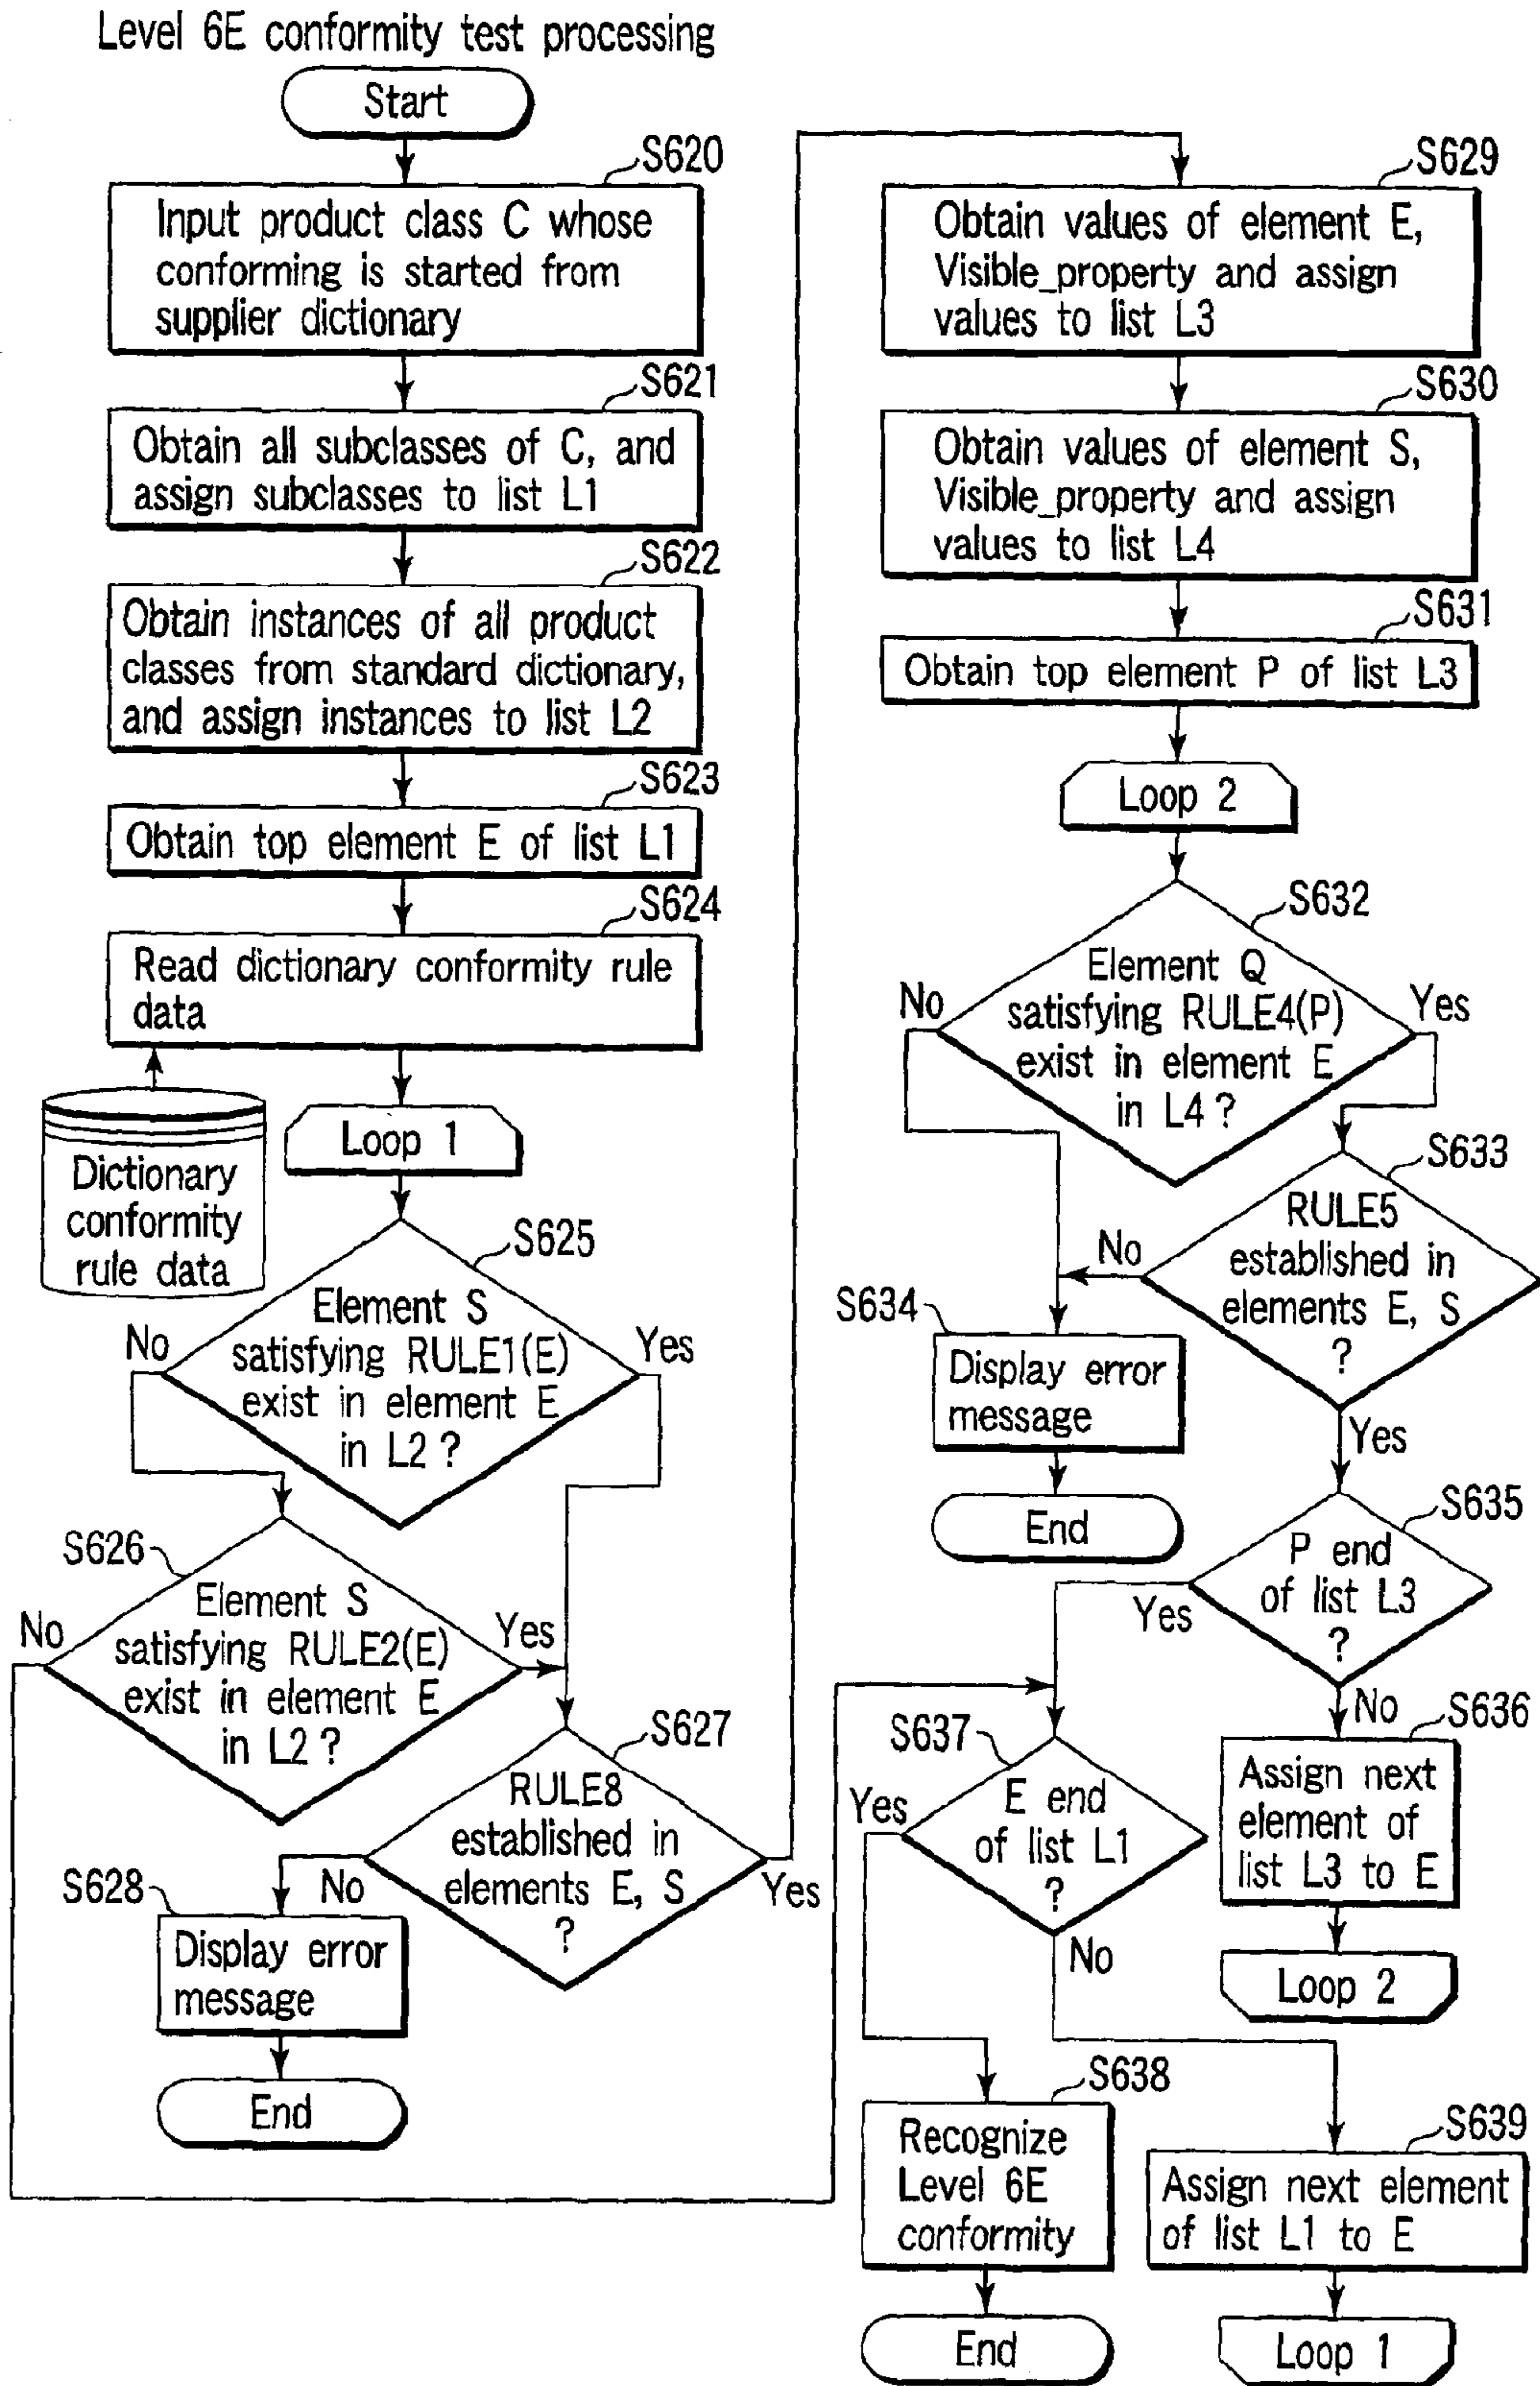 Level 6E conformity test processing
Start
S620
Input product class C whose
conforming is started from
supplier dictionary
S621
Obtain all subclasses of C, and
assign subclasses to list L1
S622
Obtain instances of all product
classes from standard dictionary,
and assign instances to list L2
S623
Obtain top element E of list L1
S624
Read dictionary conformity rule
data
Dictionary
conformity
rule data
Loop 1
S625
Element S
satisfying RULE1(E)
exist in element E
in L2?
No
Yes
S626
Element S
satisfying RULE2(E)
exist in element E
in L2?
No
Yes
S627
RULE8
established in
elements E, S
?
No
Yes
S628
Display error
message
End
S629
Obtain values of element E,
Visible_property and assign
values to list L3
S630
Obtain values of element S,
Visible_property and assign
values to list L4
S631
Obtain top element P of list L3
Loop 2
S632
Element Q
satisfying RULE4(P)
exist in element E
in L4?
No
Yes
S633
RULE5
established in
elements E, S
?
No
Yes
S634
Display error
message
End
S635
P end
of list L3
?
Yes
No
S636
Assign next
element of
list L3 to E
Loop 2
S637
E end
of list L1
?
Yes
No
S638
Recognize
Level 6E
conformity
End
S639
Assign next element
of list L1 to E
Loop 1